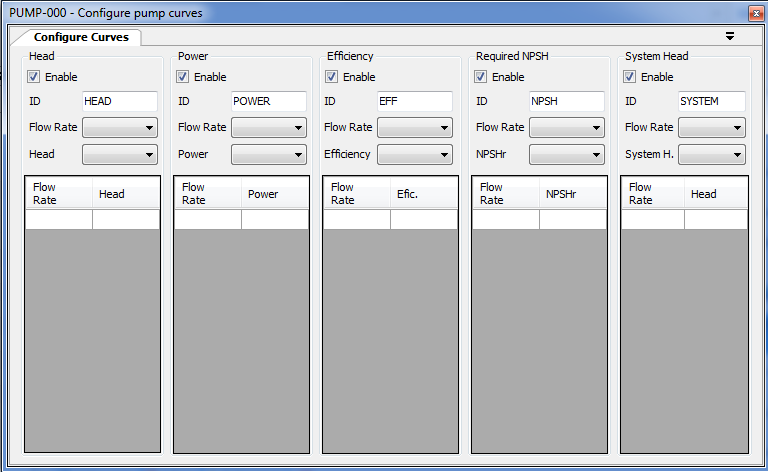 PUMP-000 - Configure pump curves
Configure Curves
Head
Enable
ID HEAD
Flow Rate
Head
Flow Rate Head
Power
Enable
ID POWER
Flow Rate
Power
Flow Rate Power
Efficiency
Enable
ID EFF
Flow Rate
Efficiency
Flow Rate Efic.
Required NPSH
Enable
ID NPSH
Flow Rate
NPSHr
Flow Rate NPSHr
System Head
Enable
ID SYSTEM
Flow Rate
System H.
Flow Rate Head